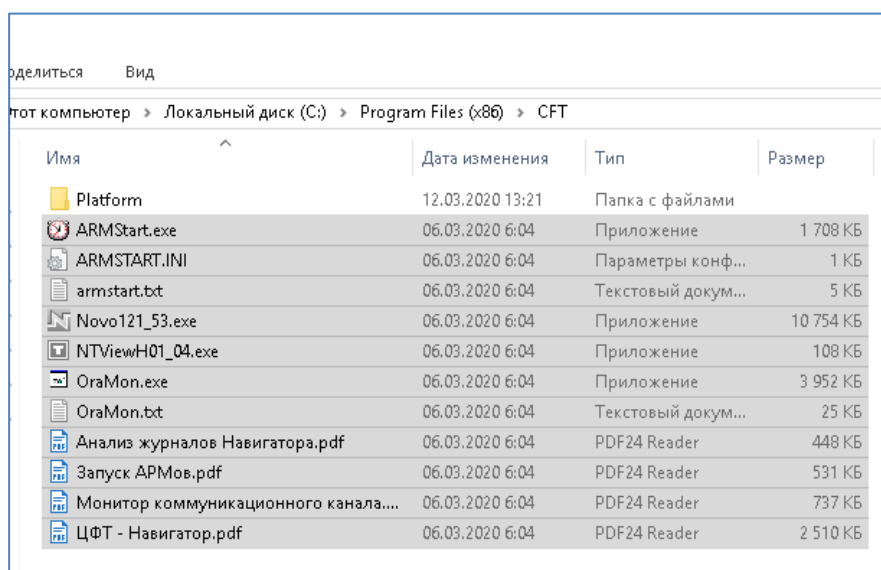 оделиться Вид
тот компьютер > Локальный диск (C:) > Program Files (x86) > CFT
Имя Дата изменения Тип Размер
Platform 12.03.2020 13:21 Папка с файлами
ARMStart.exe 06.03.2020 6:04 Приложение 1 708 КБ
ARMSTART.INI 06.03.2020 6:04 Параметры конф... 1 КБ
armstart.txt 06.03.2020 6:04 Текстовый докум... 5 КБ
Novo121_53.exe 06.03.2020 6:04 Приложение 10 754 КБ
NTViewH01_04.exe 06.03.2020 6:04 Приложение 108 КБ
OraMon.exe 06.03.2020 6:04 Приложение 3 952 КБ
OraMon.txt 06.03.2020 6:04 Текстовый докум... 25 КБ
Анализ журналов Навигатора.pdf 06.03.2020 6:04 PDF24 Reader 448 КБ
Запуск АРМов.pdf 06.03.2020 6:04 PDF24 Reader 531 КБ
Монитор коммуникационного канала.... 06.03.2020 6:04 PDF24 Reader 737 КБ
ЦФТ - Навигатор.pdf 06.03.2020 6:04 PDF24 Reader 2 510 КБ